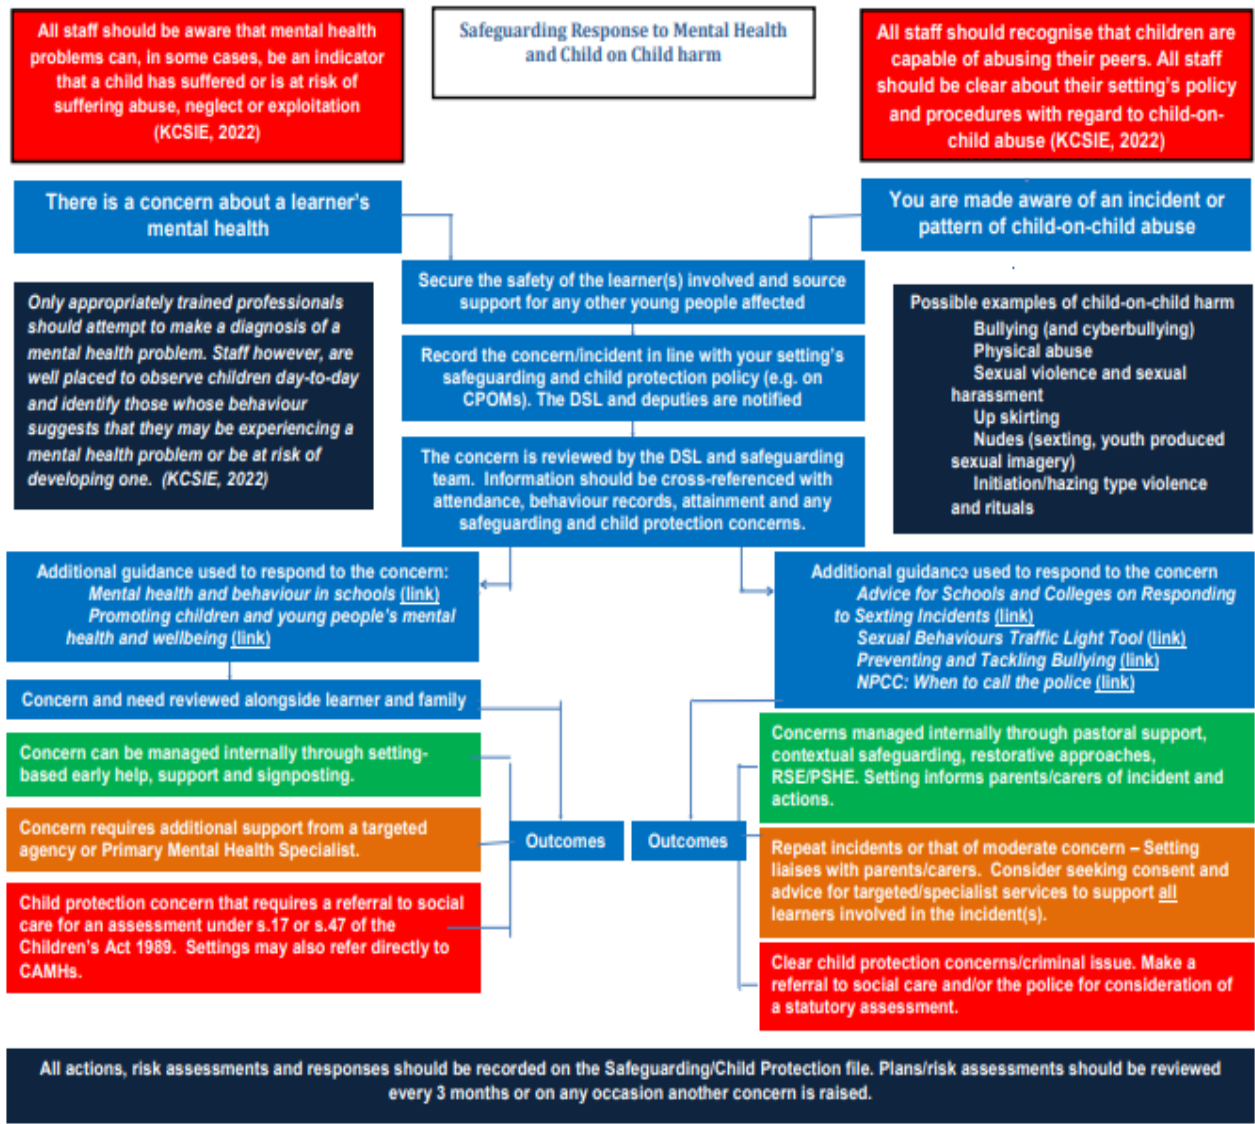 All staff should be aware that mental health
problems can, in some cases, be an indicator
that a child has suffered or is at risk of
suffering abuse, neglect or exploitation
(KCSIE, 2022)
Safeguarding Response to Mental Health
and Child on Child harm
All staff should recognise that children are
capable of abusing their peers. All staff
should be clear about their setting's policy
and procedures with regard to child-on-
child abuse (KCSIE, 2022)
There is a concern about a learner's
mental health
You are made aware of an incident or
pattern of child-on-child abuse
Secure the safety of the learner(s) involved and source
support for any other young people affected
Only appropriately trained professionals
should attempt to make a diagnosis of a
mental health problem. Staff however, are
well placed to observe children day-to-day
and identify those whose behaviour
suggests that they may be experiencing a
mental health problem or be at risk of
developing one. (KCSIE, 2022)
Record the concern/incident in line with your setting's
safeguarding and child protection policy (e.g. on
CPOMs). The DSL and deputies are notified
Possible examples of child-on-child harm
Bullying (and cyberbullying)
Physical abuse
Sexual violence and sexual
harassment
Up skirting
Nudes (sexting, youth produced
sexual imagery)
Initiation/hazing type violence
and rituals
The concern is reviewed by the DSL and safeguarding
team. Information should be cross-referenced with
attendance, behaviour records, attainment and any
safeguarding and child protection concerns.
Additional guidance used to respond to the concern:
Mental health and behaviour in schools (link)
Promoting children and young people's mental
health and wellbeing (link)
Additional guidance used to respond to the concern
Advice for Schools and Colleges on Responding
to Sexting Incidents (link)
Sexual Behaviours Traffic Light Tool (link)
Preventing and Tackling Bullying (link)
NPCC: When to call the police (link)
Concern and need reviewed alongside learner and family
Concern can be managed internally through setting-
based early help, support and signposting.
Concern requires additional support from a targeted
agency or Primary Mental Health Specialist.
Child protection concern that requires a referral to social
care for an assessment under s.17 or s.47 of the
Children's Act 1989. Settings may also refer directly to
CAMHs.
Outcomes
Outcomes
Concerns managed internally through pastoral support,
contextual safeguarding, restorative approaches,
RSE/PSHE. Setting informs parents/carers of incident and
actions.
Repeat incidents or that of moderate concern – Setting
liaises with parents/carers. Consider seeking consent and
advice for targeted/specialist services to support all
learners involved in the incident(s).
Clear child protection concerns/criminal issue. Make a
referral to social care and/or the police for consideration of
a statutory assessment.
All actions, risk assessments and responses should be recorded on the Safeguarding/Child Protection file. Plans/risk assessments should be reviewed
every 3 months or on any occasion another concern is raised.